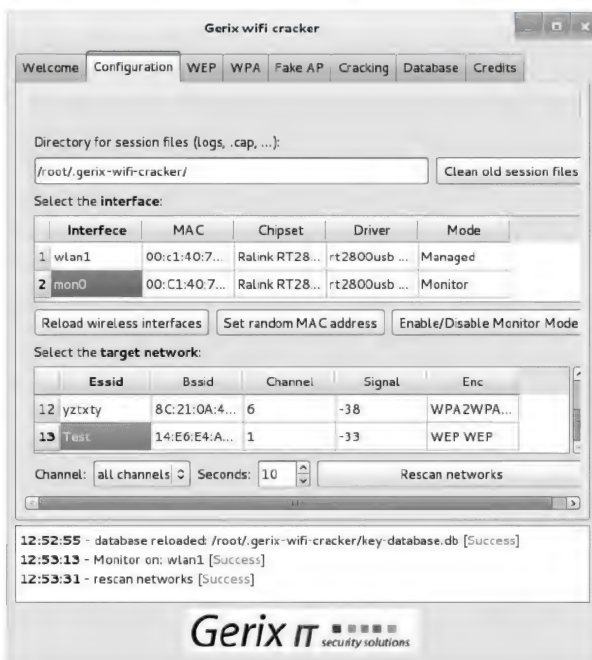 Gerix wifi cracker
Welcome Configuration WEP WPA Fake AP Cracking Database Credits
Directory for session files (logs, .cap, ...):
/root/.gerix-wifi-cracker/ Clean old session files
Select the interface:
Interfece MAC Chipset Driver Mode
1 wlan1 00:c1:40:7... Ralink RT28... rt2800usb ... Managed
2 mon0 00:C1:40:7... Ralink RT28... rt2800usb ... Monitor
Reload wireless interfaces Set random MAC address Enable/Disable Monitor Mode
Select the target network:
Essid Bssid Channel Signal Enc
12 yztxty 8C:21:0A:4... 6 -38 WPA2WPA...
13 Test 14:E6:E4:A... 1 -33 WEP WEP
Channel: all channels Seconds: 10 Rescan networks
12:52:55 - database reloaded: /root/.gerix-wifi-cracker/key-database.db [Success]
12:53:13 - Monitor on: wlan1 [Success]
12:53:31 - rescan networks [Success]
Gerix IT security solutions